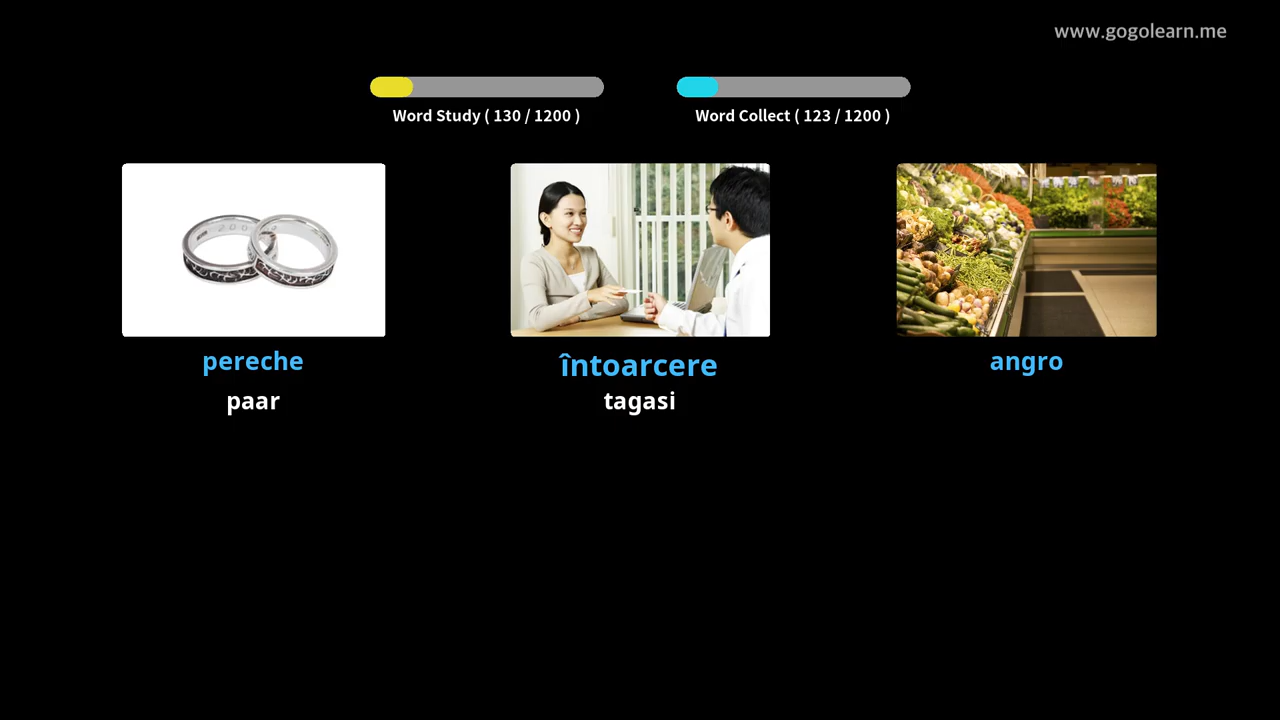 www.gogolearn.me
Word Study ( 130 / 1200 )
Word Collect ( 123 / 1200 )
pereche
paar
întoarcere
tagasi
angro